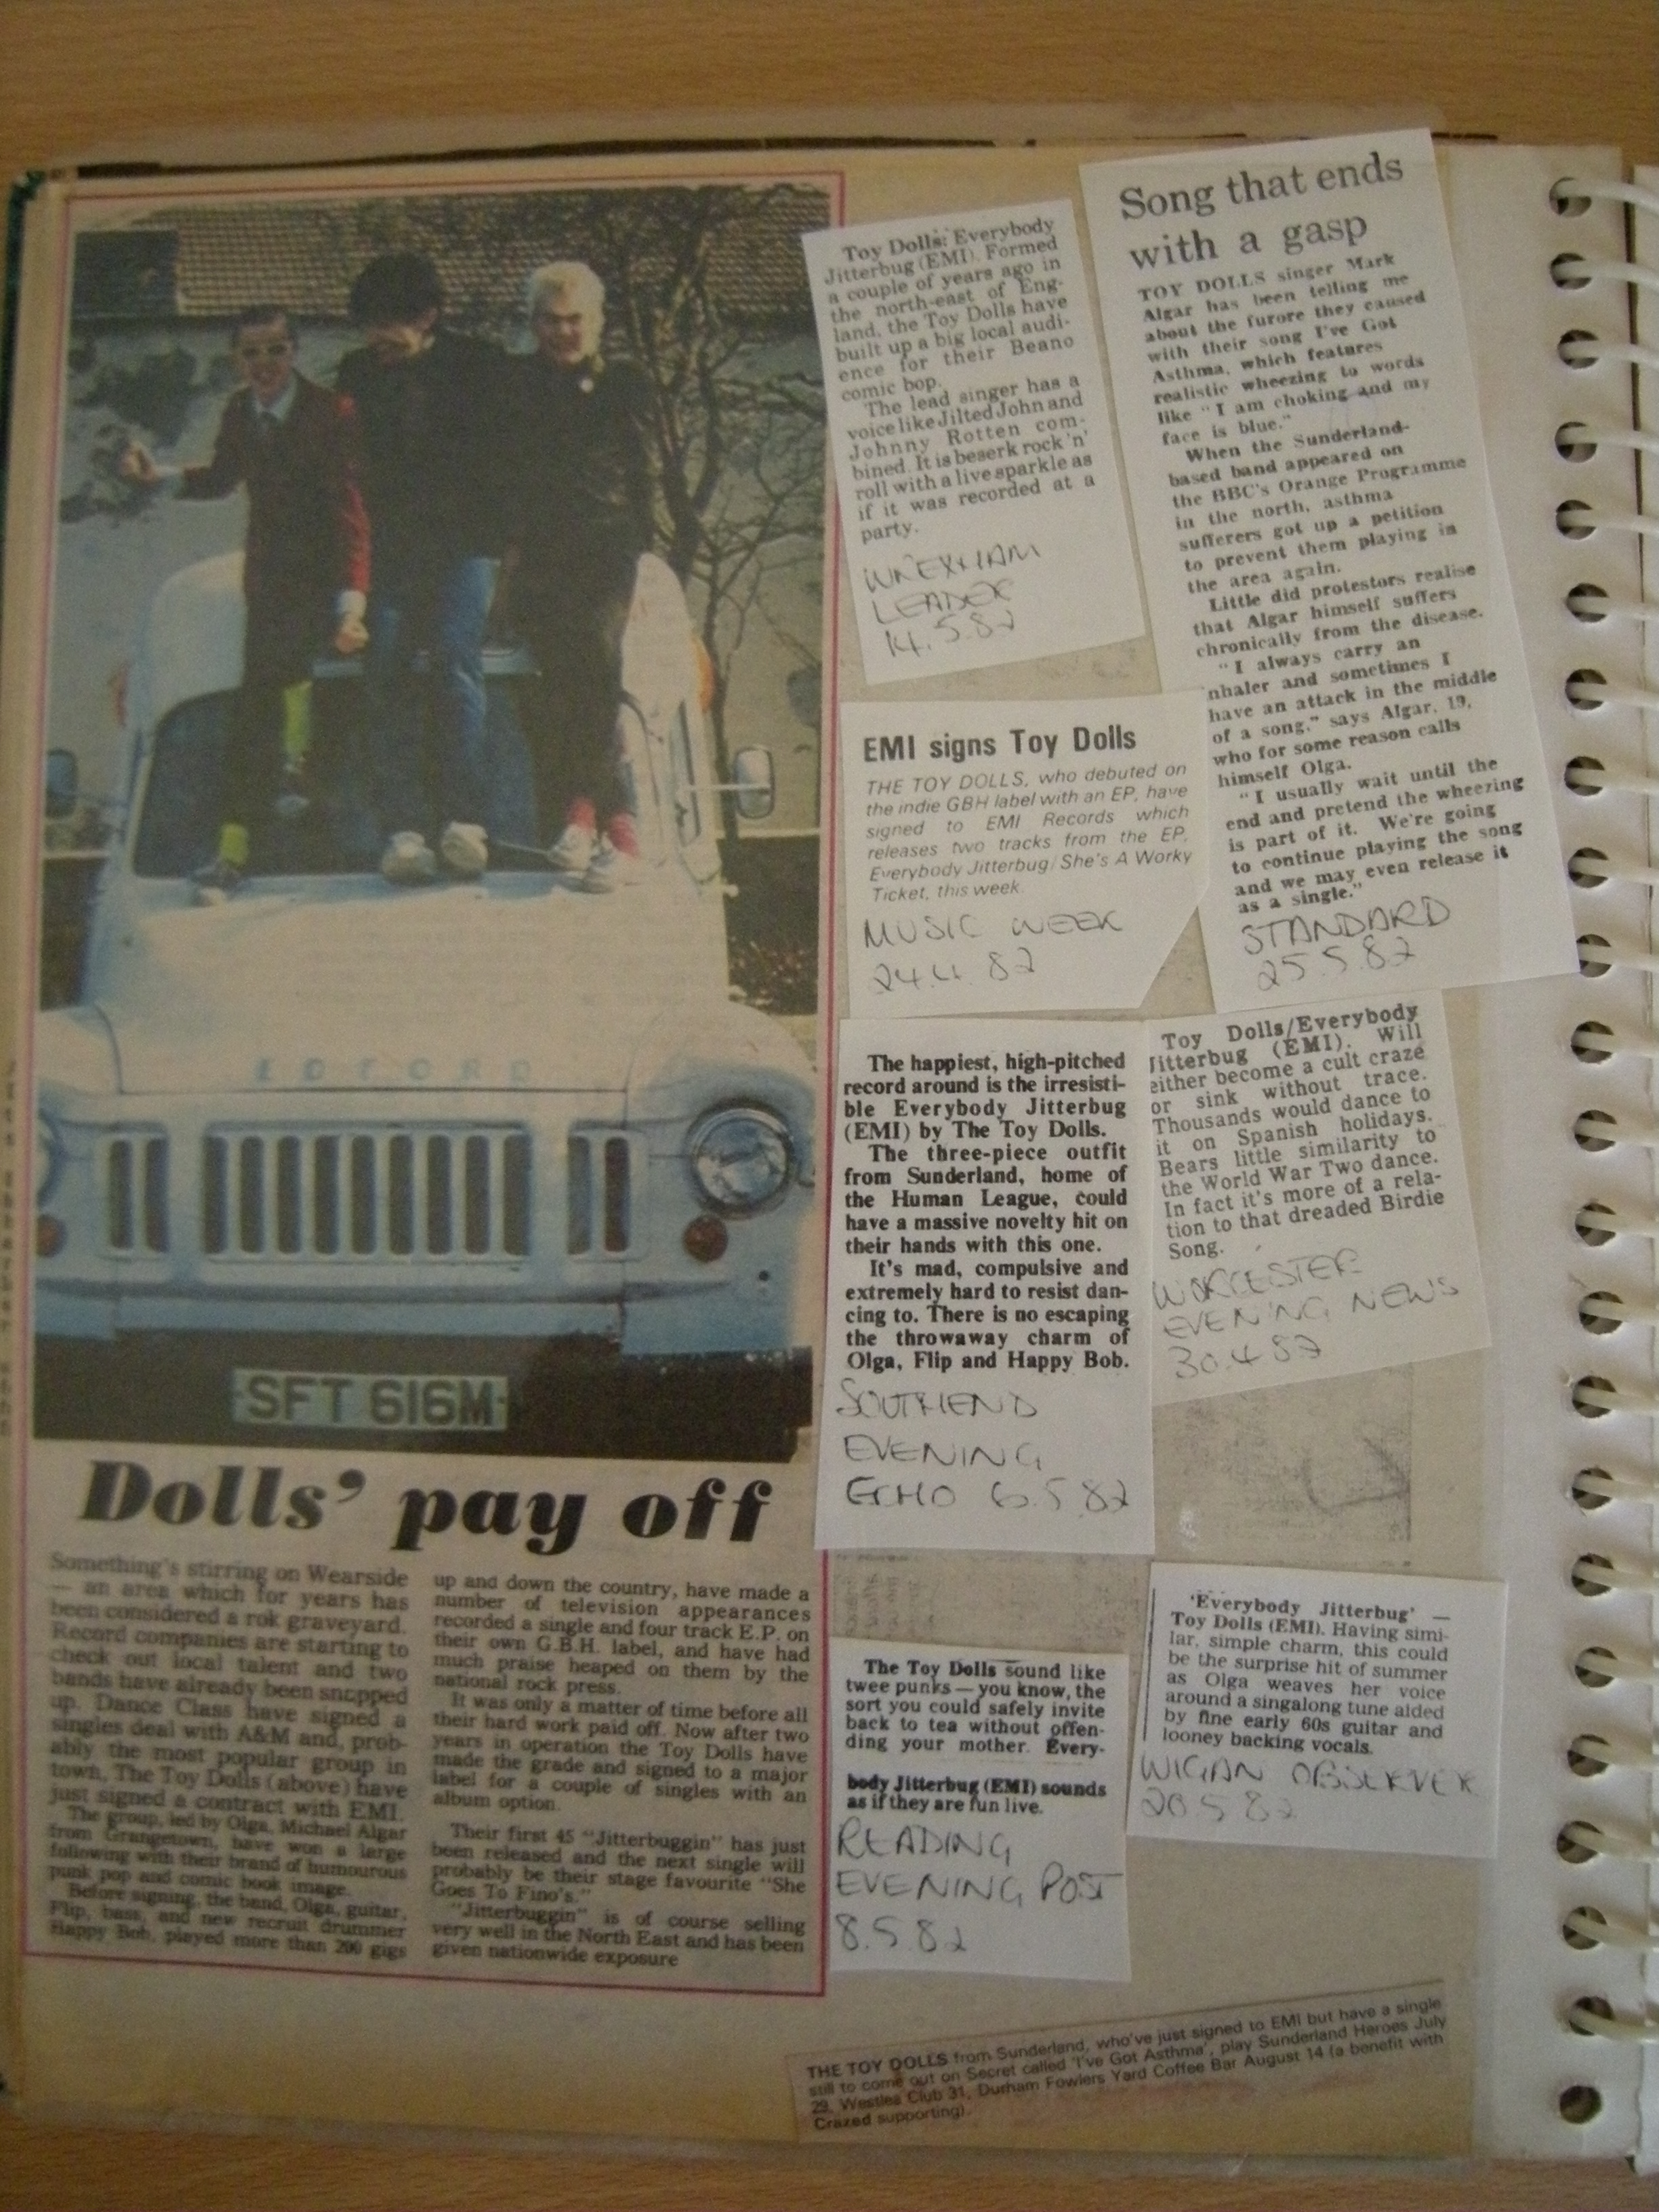 EDFORD
SFT 616M
Dolls' pay off
Something's stirring on Wearside
— an area which for years has
been considered a rok graveyard.
Record companies are starting to
check out local talent and two
bands have already been snapped
up. Dance Class have signed a
singles deal with A&M and, prob-
ably the most popular group in
town, The Toy Dolls (above) have
just signed a contract with EMI.
The group, led by Olga, Michael Algar
from Grangetown, have won a large
following with their brand of humourous
punk pop and comic book image.
Before signing, the band, Olga, guitar,
Flip, bass, and new recruit drummer
Happy Bob, played more than 200 gigs
up and down the country, have made a
number of television appearances
recorded a single and four track E.P. on
their own G.B.H. label, and have had
much praise heaped on them by the
national rock press.
It was only a matter of time before all
their hard work paid off. Now after two
years in operation the Toy Dolls have
made the grade and signed to a major
label for a couple of singles with an
album option.
Their first 45 "Jitterbuggin" has just
been released and the next single will
probably be their stage favourite "She
Goes To Fino's."
"Jitterbuggin" is of course selling
very well in the North East and has been
given nationwide exposure
Toy Dolls: Everybody
Jitterbug (EMI). Formed
a couple of years ago in
the north-east of Eng-
land, the Toy Dolls have
built up a big local audi-
ence for their Beano
comic bop.
The lead singer has a
voice like Jilted John and
Johnny Rotten com-
bined. It is beserk rock 'n'
roll with a live sparkle as
if it was recorded at a
party.
WREXHAM
LEADER
14.5.82
Song that ends
with a gasp
TOY DOLLS singer Mark
Algar has been telling me
about the furore they caused
with their song I've Got
Asthma, which features
realistic wheezing to words
like "I am choking and my
face is blue."
When the Sunderland-
based band appeared on
the BBC's Orange Programme
in the north, asthma
sufferers got up a petition
to prevent them playing in
the area again.
Little did protestors realise
that Algar himself suffers
chronically from the disease.
"I always carry an
nhaler and sometimes I
have an attack in the middle
of a song," says Algar, 19,
who for some reason calls
himself Olga.
"I usually wait until the
end and pretend the wheezing
is part of it. We're going
to continue playing the song
and we may even release it
as a single."
STANDARD
25.5.82
EMI signs Toy Dolls
THE TOY DOLLS, who debuted on
the indie GBH label with an EP, have
signed to EMI Records which
releases two tracks from the EP,
Everybody Jitterbug/She's A Worky
Ticket, this week.
MUSIC WEEK
24.4.82
The happiest, high-pitched
record around is the irresisti-
ble Everybody Jitterbug
(EMI) by The Toy Dolls.
The three-piece outfit
from Sunderland, home of
the Human League, could
have a massive novelty hit on
their hands with this one.
It's mad, compulsive and
extremely hard to resist dan-
cing to. There is no escaping
the throwaway charm of
Olga, Flip and Happy Bob.
SOUTHEND
EVENING
ECHO 6.5.82
Toy Dolls/Everybody
Jitterbug (EMI). Will
either become a cult craze
or sink without trace.
Thousands would dance to
it on Spanish holidays.
Bears little similarity to
the World War Two dance.
In fact it's more of a rela-
tion to that dreaded Birdie
Song.
WORCESTER
EVENING NEWS
30.4.82
The Toy Dolls sound like
twee punks — you know, the
sort you could safely invite
back to tea without offen-
ding your mother. Every-
body Jitterbug (EMI) sounds
as if they are fun live.
READING
EVENING POST
8.5.82
'Everybody Jitterbug' —
Toy Dolls (EMI). Having simi-
lar, simple charm, this could
be the surprise hit of summer
as Olga weaves her voice
around a singalong tune aided
by fine early 60s guitar and
looney backing vocals.
WIGAN OBSERVER
20.5.82
THE TOY DOLLS from Sunderland, who've just signed to EMI but have a single
still to come out on Secret called 'I've Got Asthma', play Sunderland Heroes July
29, Westlea Club 31, Durham Fowlers Yard Coffee Bar August 14 (a benefit with
Crazed supporting).